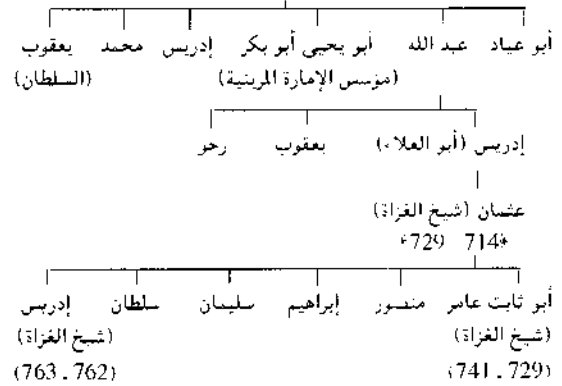 أبو عياد عبد الله أبو يحيى أبو بكر إدريس محمد يعقوب
(مؤسس الإمارة المرينية) (السلطان)
إدريس (أبو العلاء) يعقوب رحو
عثمان (شيخ الغزاة)
*714 729*
أبو ثابت عامر منصور إبراهيم سليمان سلطان إدريس
(شيخ الغزاة) (شيخ الغزاة)
(729، 741) (762، 763)